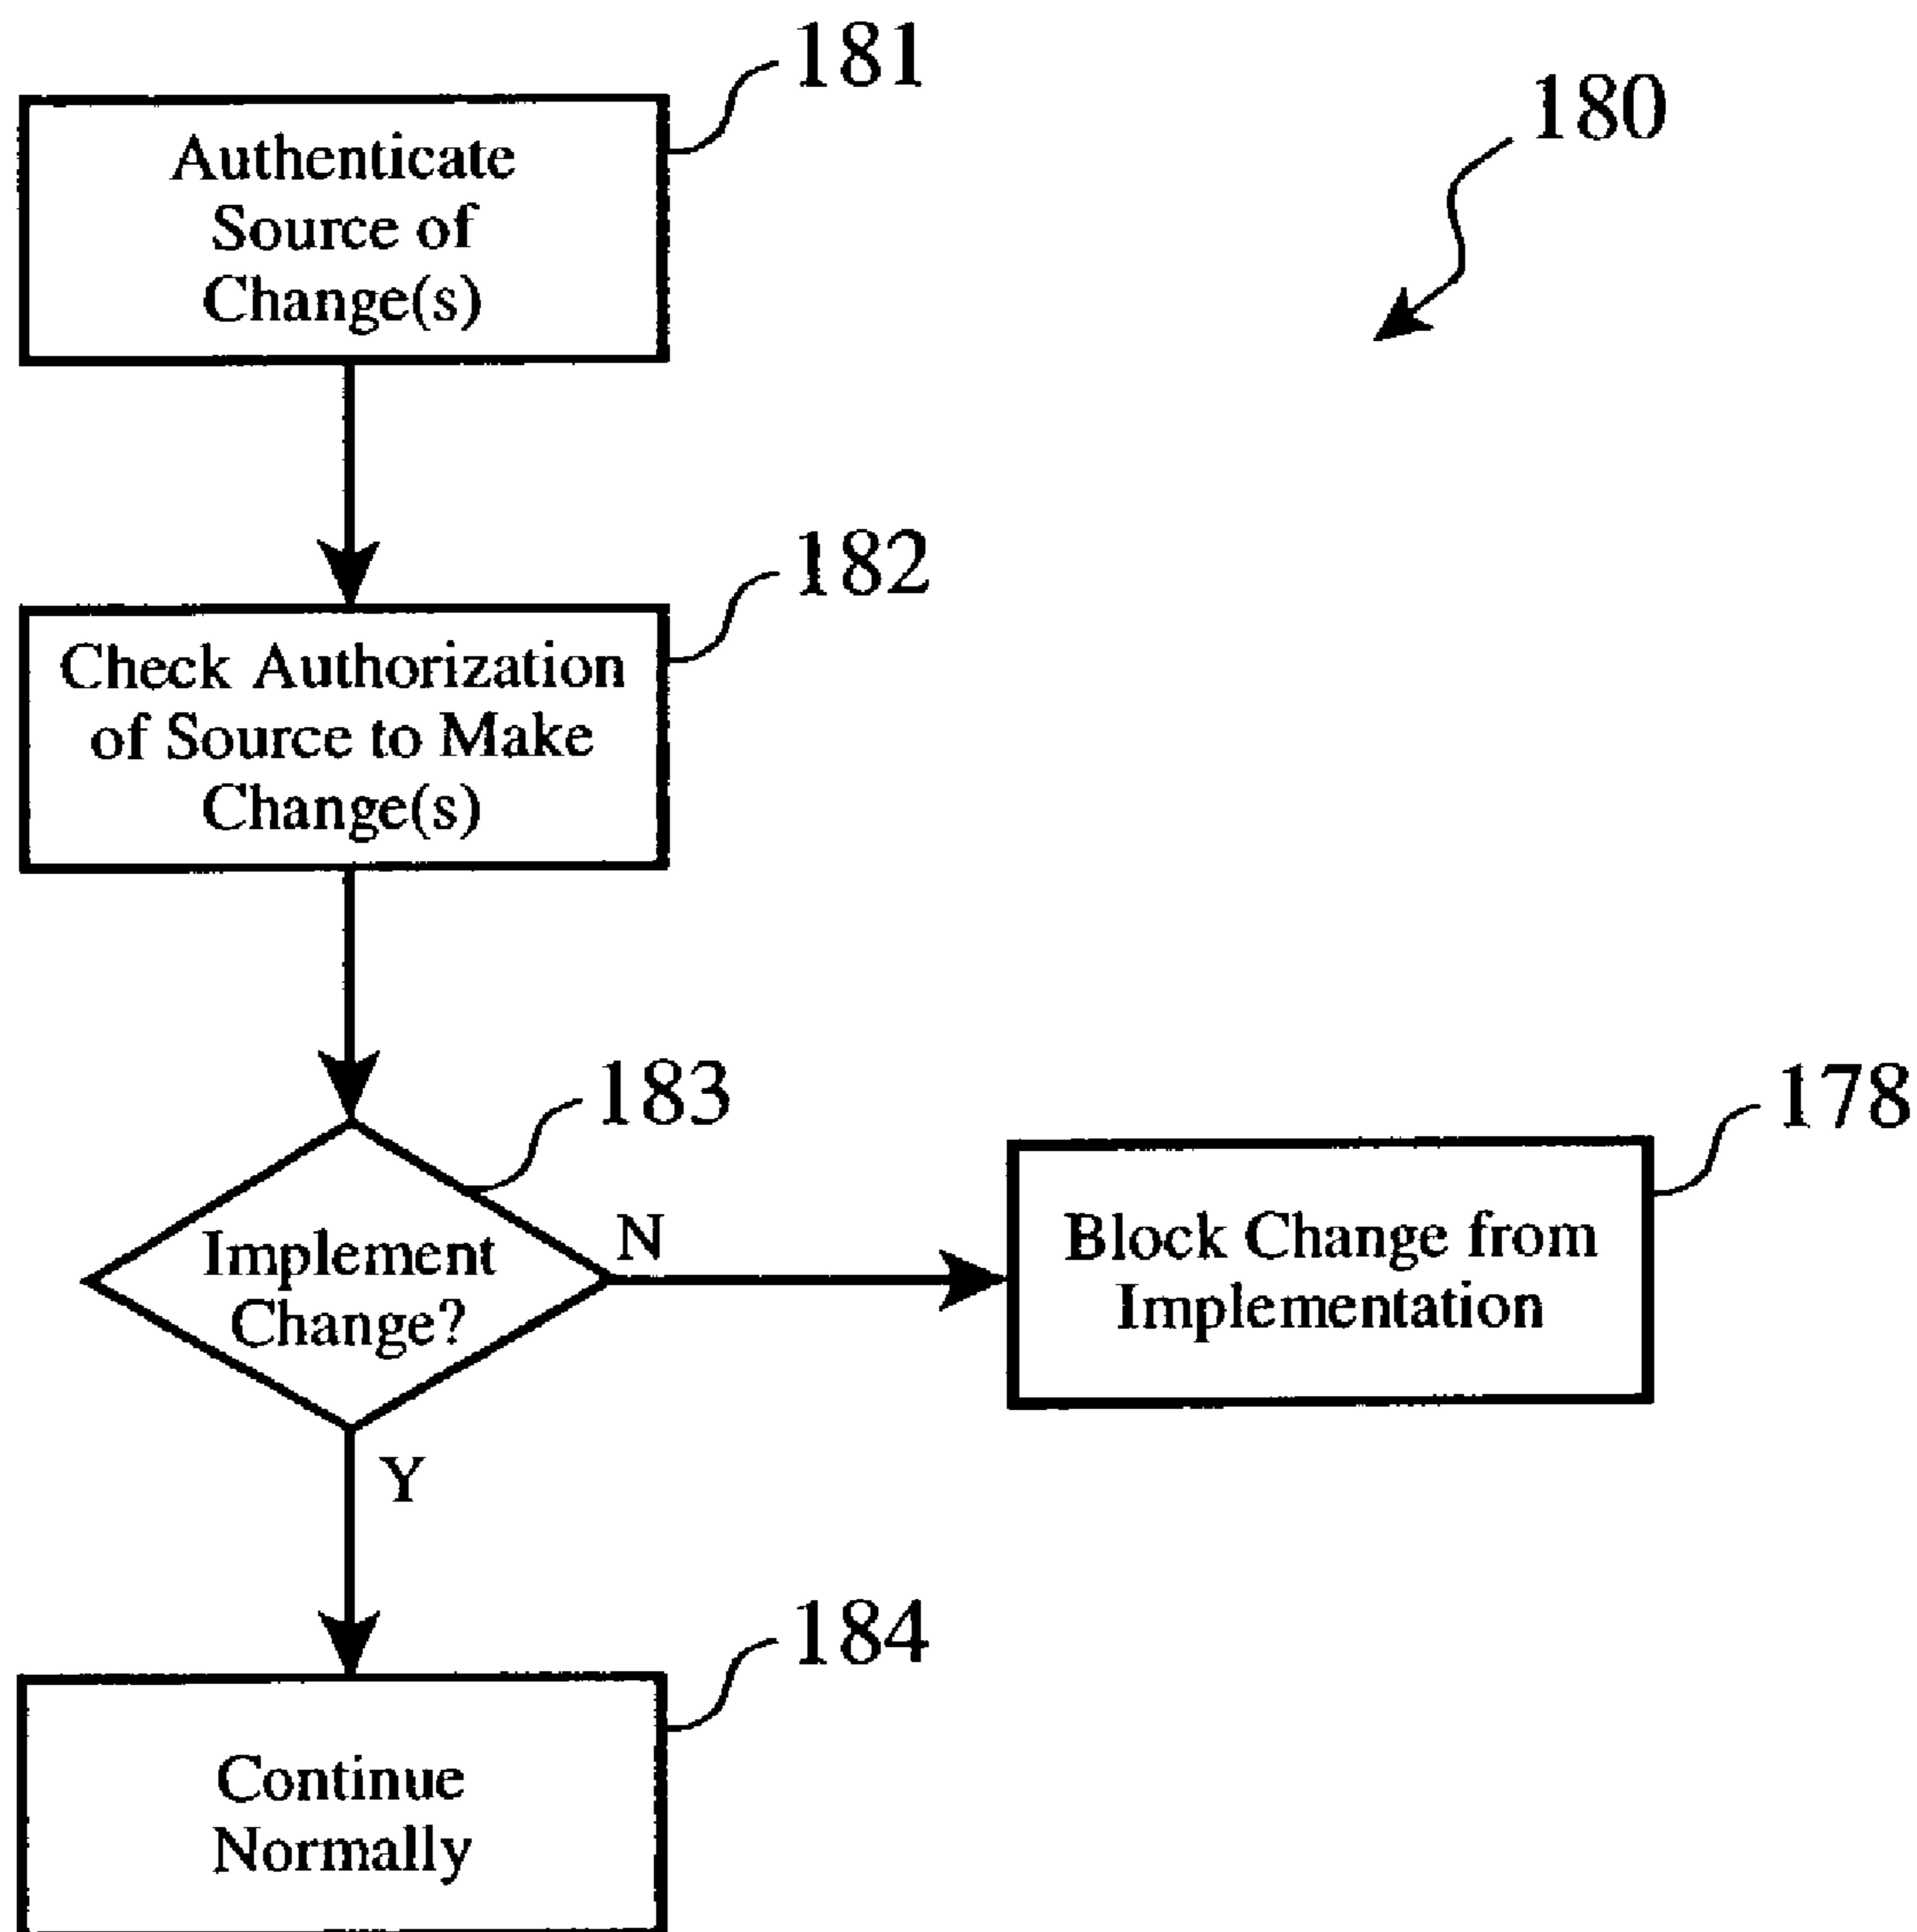 181
180
Authenticate
Source of
Change(s)
182
Check Authorization
of Source to Make
Change(s)
183
178
Implement
Change?
N
Block Change from
Implementation
Y
184
Continue
Normally